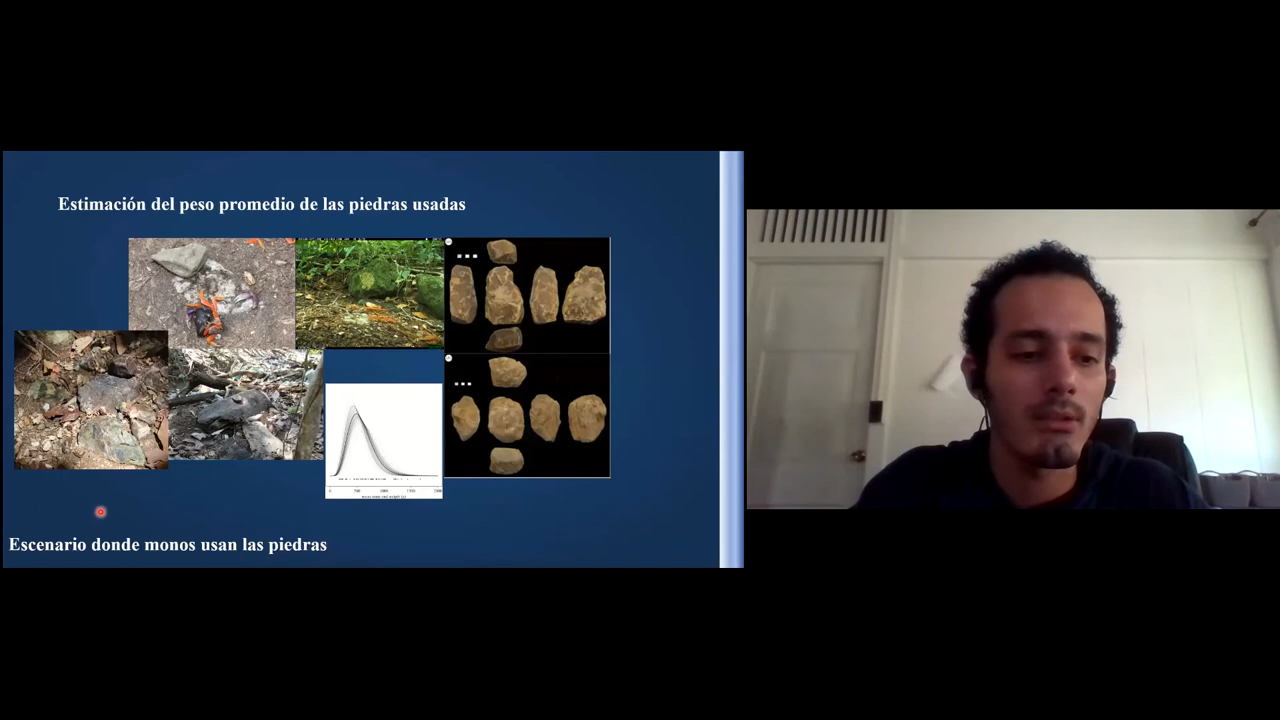 Estimación del peso promedio de las piedras usadas
Escenario donde monos usan las piedras